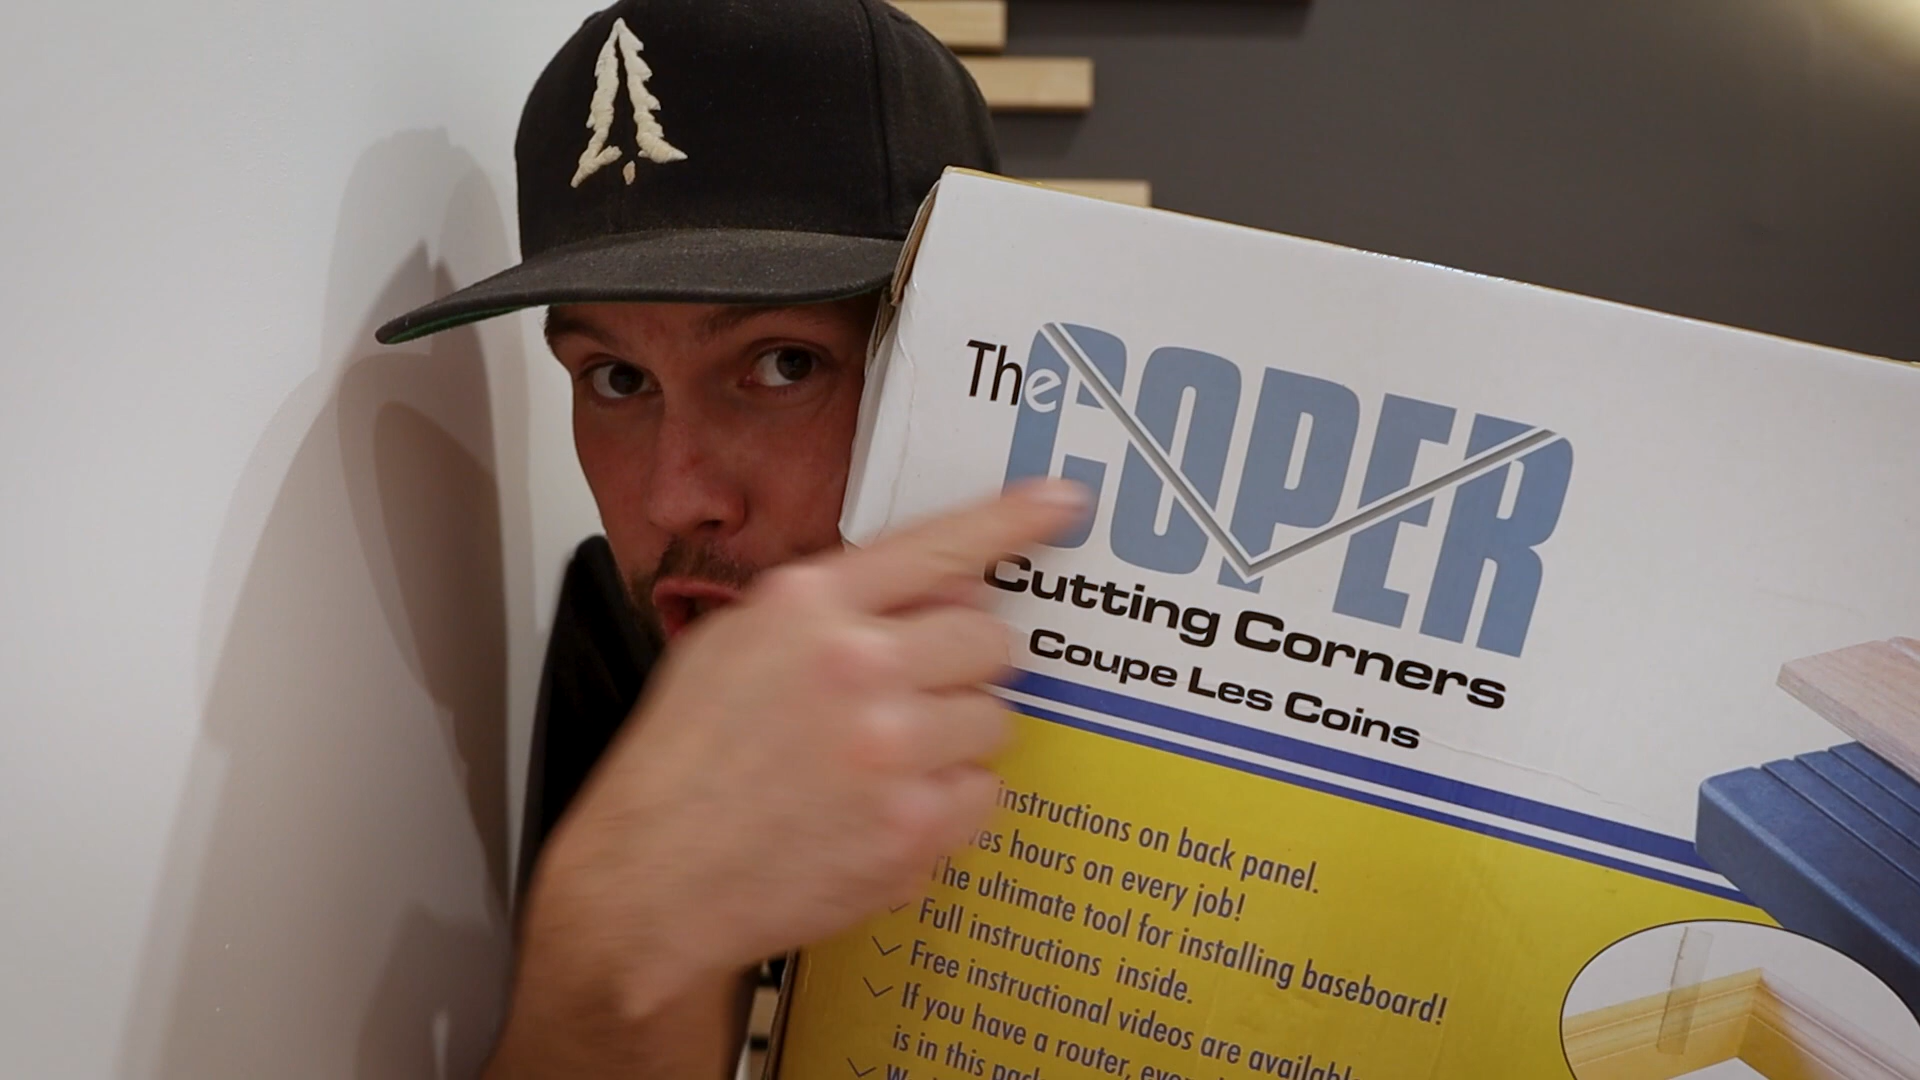 The COPER
Cutting Corners
Coupe Les Coins
instructions on back panel.
hours on every job!
The ultimate tool for installing baseboard!
Full instructions inside.
Free instructional videos are
If you have a router,
is in this